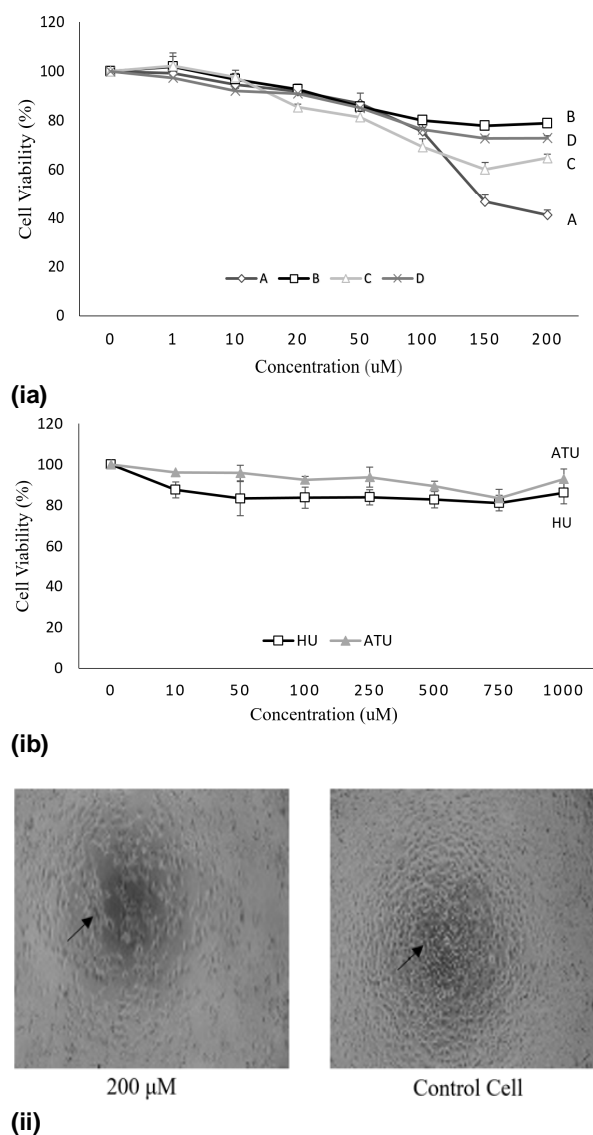 120
100
80
60
40
20
0
Cell Viability (%)
B
D
C
A
A B C D
0 1 10 20 50 100 150 200
Concentration (uM)
(ia)
120
100
80
60
40
20
0
Cell Viability (%)
ATU
HU
HU ATU
0 10 50 100 250 500 750 1000
Concentration (uM)
(ib)
200 μM Control Cell
(ii)